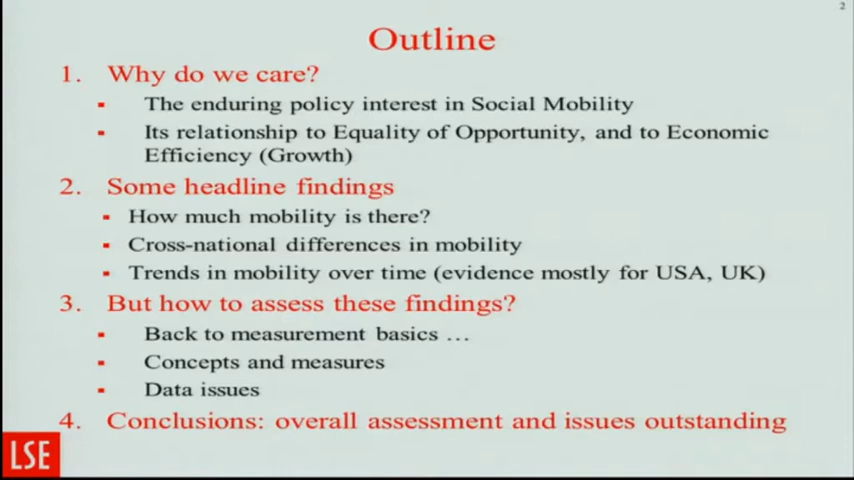 2
Outline
1. Why do we care?
▪ The enduring policy interest in Social Mobility
▪ Its relationship to Equality of Opportunity, and to Economic
Efficiency (Growth)
2. Some headline findings
▪ How much mobility is there?
▪ Cross-national differences in mobility
▪ Trends in mobility over time (evidence mostly for USA, UK)
3. But how to assess these findings?
▪ Back to measurement basics …
▪ Concepts and measures
▪ Data issues
4. Conclusions: overall assessment and issues outstanding
LSE